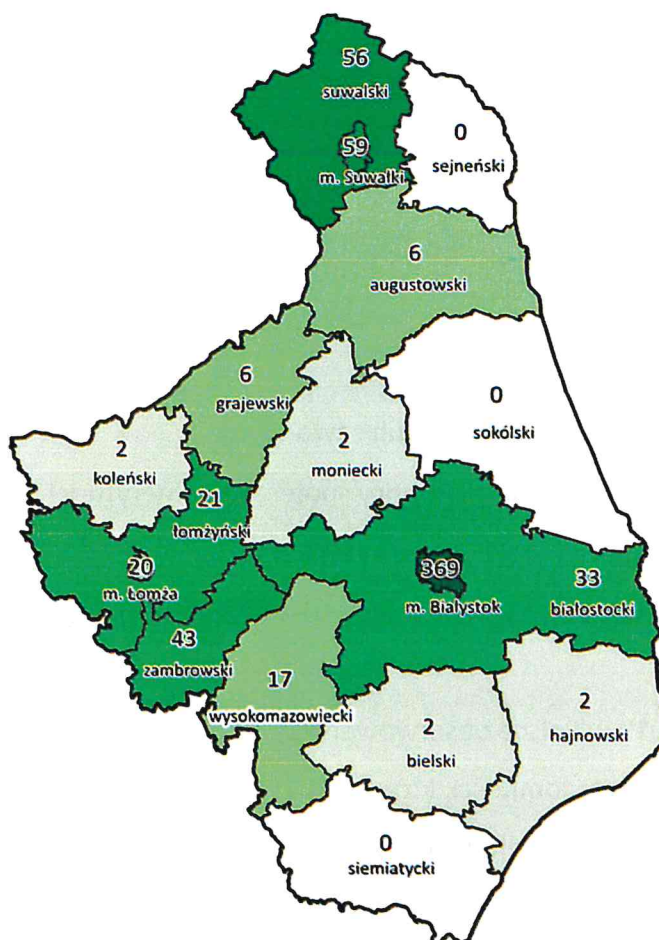 56
suwalski
0
sejneński
59
m. Suwałki
6
augustowski
6
grajewski
0
sokólski
2
koleński
2
moniecki
21
łomżyński
20
m. Łomża
369
m. Białystok
33
białostocki
43
zambrowski
17
wysokomazowiecki
2
bielski
2
hajnowski
0
siemiatycki